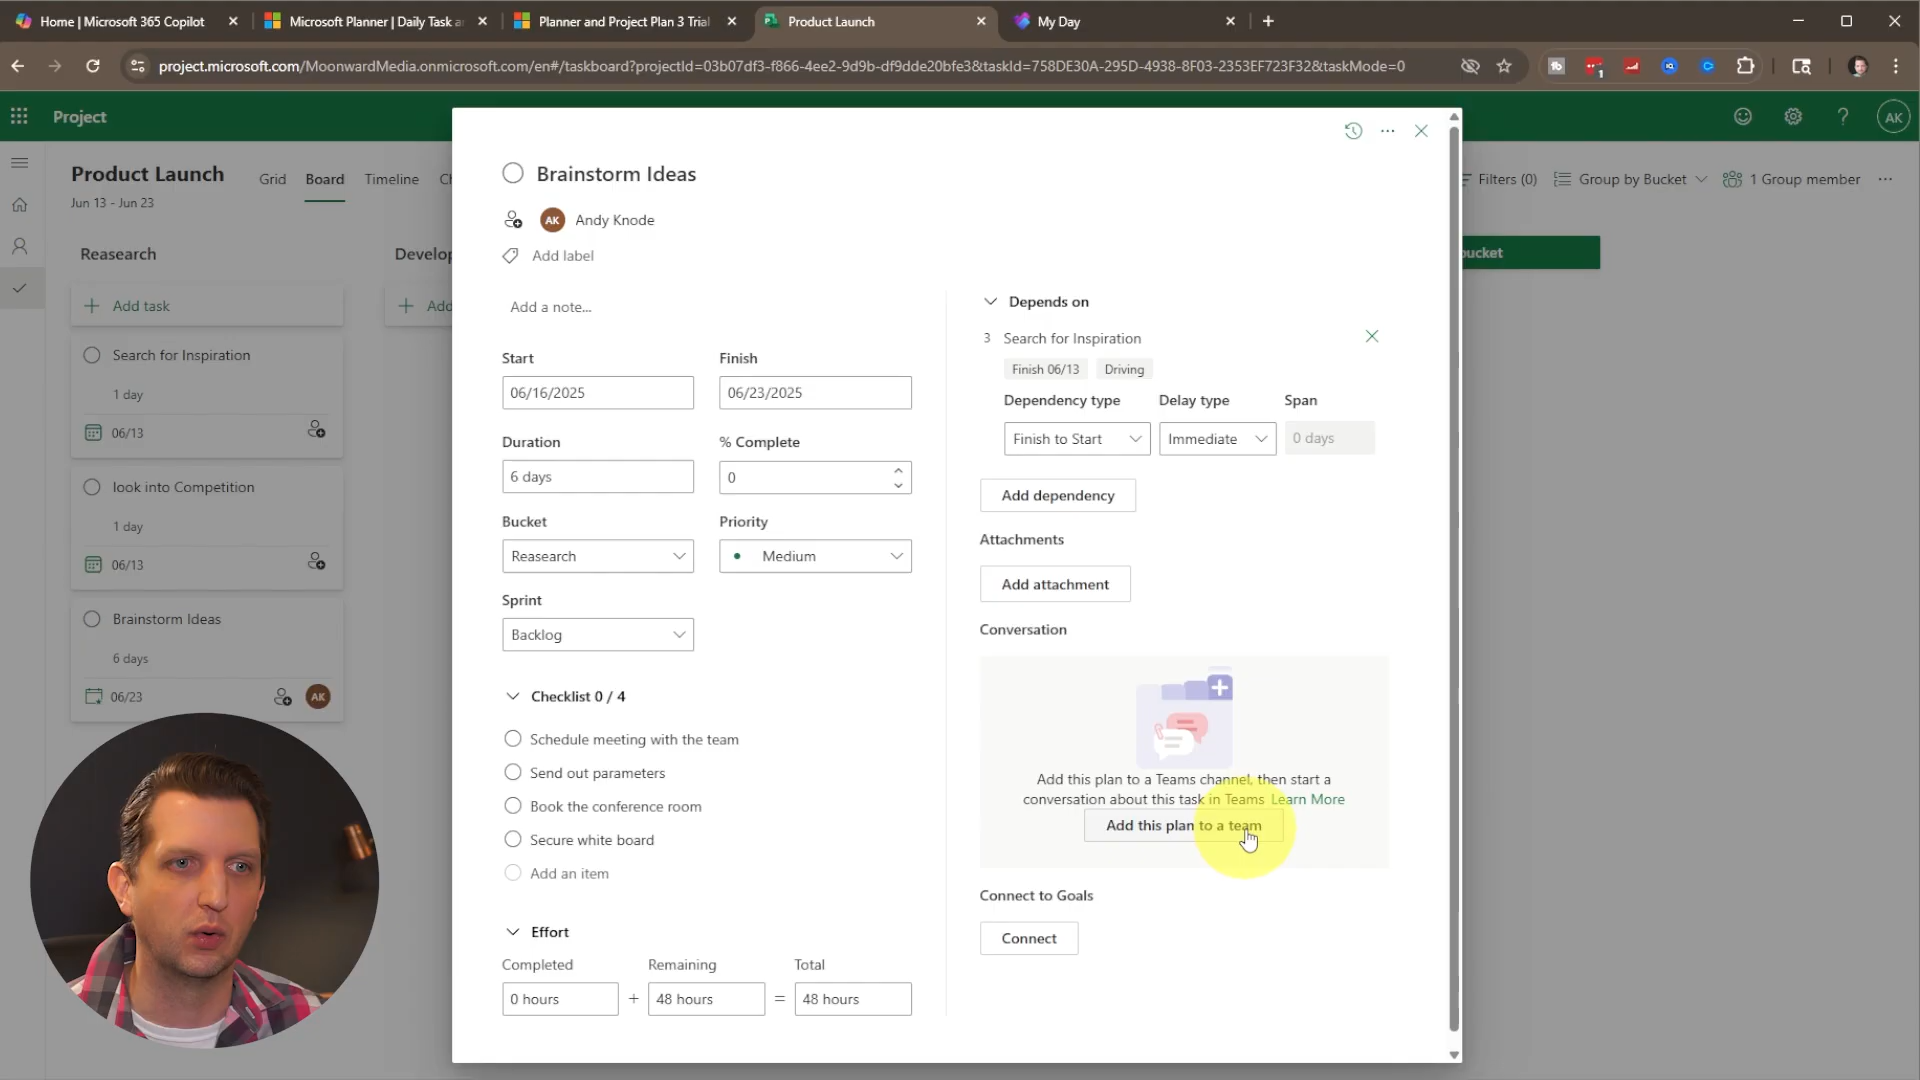 Home | Microsoft 365 Copilot
Microsoft Planner | Daily Task a
Planner and Project Plan 3 Trial
Product Launch
My Day
project.microsoft.com/MoonwardMedia.onmicrosoft.com/en#/taskboard?projectId=03b07df3-f866-4ee2-9d9b-df9dde20bfe3&taskId=758DE30A-295D-4938-8F03-2353EF723F32&taskMode=0
Project
AK
Product Launch
Jun 13 - Jun 23
Grid
Board
Timeline
Ch
Filters (0)
Group by Bucket
1 Group member
Reasearch
Add task
Search for Inspiration
1 day
06/13
look into Competition
1 day
06/13
Brainstorm Ideas
6 days
06/23
AK
Develop
Add
bucket
Brainstorm Ideas
AK
Andy Knode
Add label
Add a note...
Start
Finish
06/16/2025
06/23/2025
Duration
% Complete
6 days
0
Bucket
Priority
Reasearch
Medium
Sprint
Backlog
Checklist 0 / 4
Schedule meeting with the team
Send out parameters
Book the conference room
Secure white board
Add an item
Effort
Completed
Remaining
Total
0 hours
+
48 hours
=
48 hours
Depends on
3 Search for Inspiration
Finish 06/13
Driving
Dependency type
Delay type
Span
Finish to Start
Immediate
0 days
Add dependency
Attachments
Add attachment
Conversation
Add this plan to a Teams channel, then start a
conversation about this task in Teams Learn More
Add this plan to a team
Connect to Goals
Connect